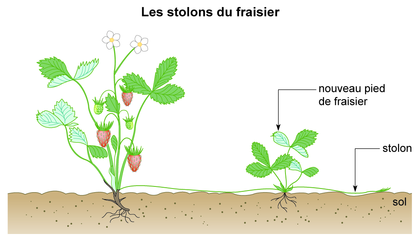 Les stolons du fraisier
nouveau pied
de fraisier
stolon
sol